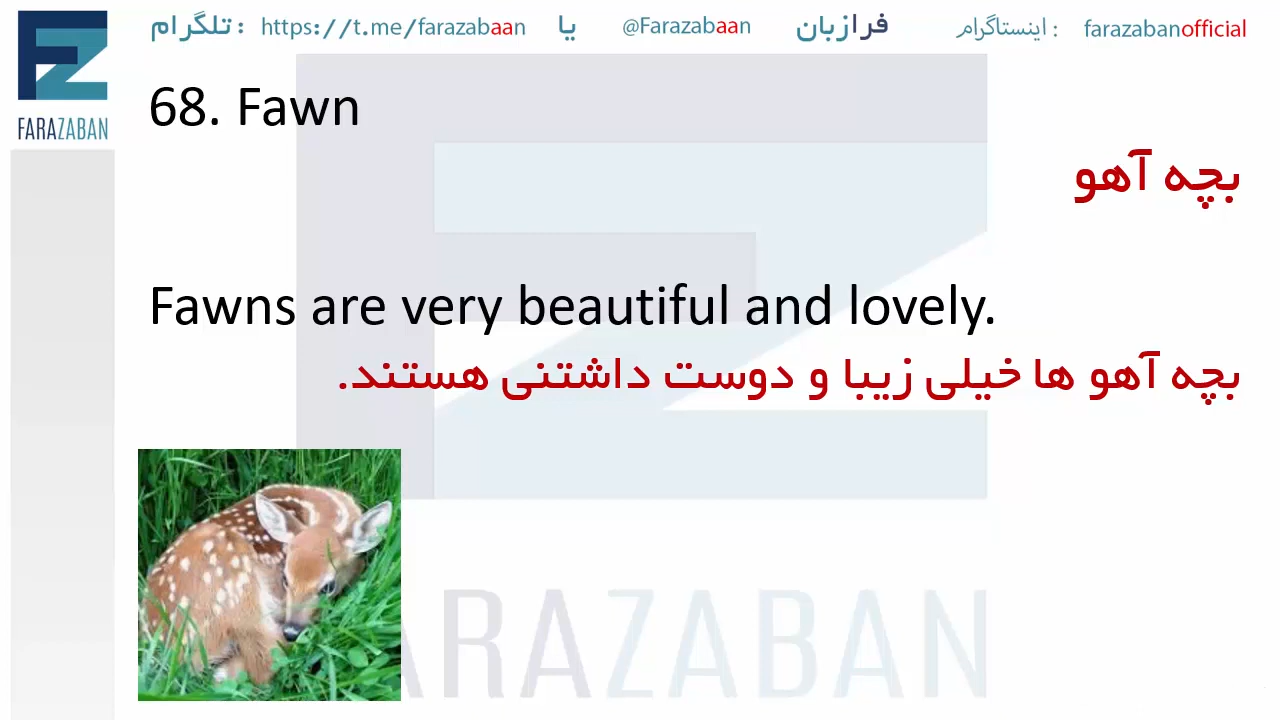 تلگرام : https://t.me/farazabaan یا @Farazabaan فرازبان اینستاگرام : farazabanofficial
FZ
FARAZABAN
68. Fawn
بچه آهو
Fawns are very beautiful and lovely.
بچه آهو ها خیلی زیبا و دوست داشتنی هستند.
FARAZABAN